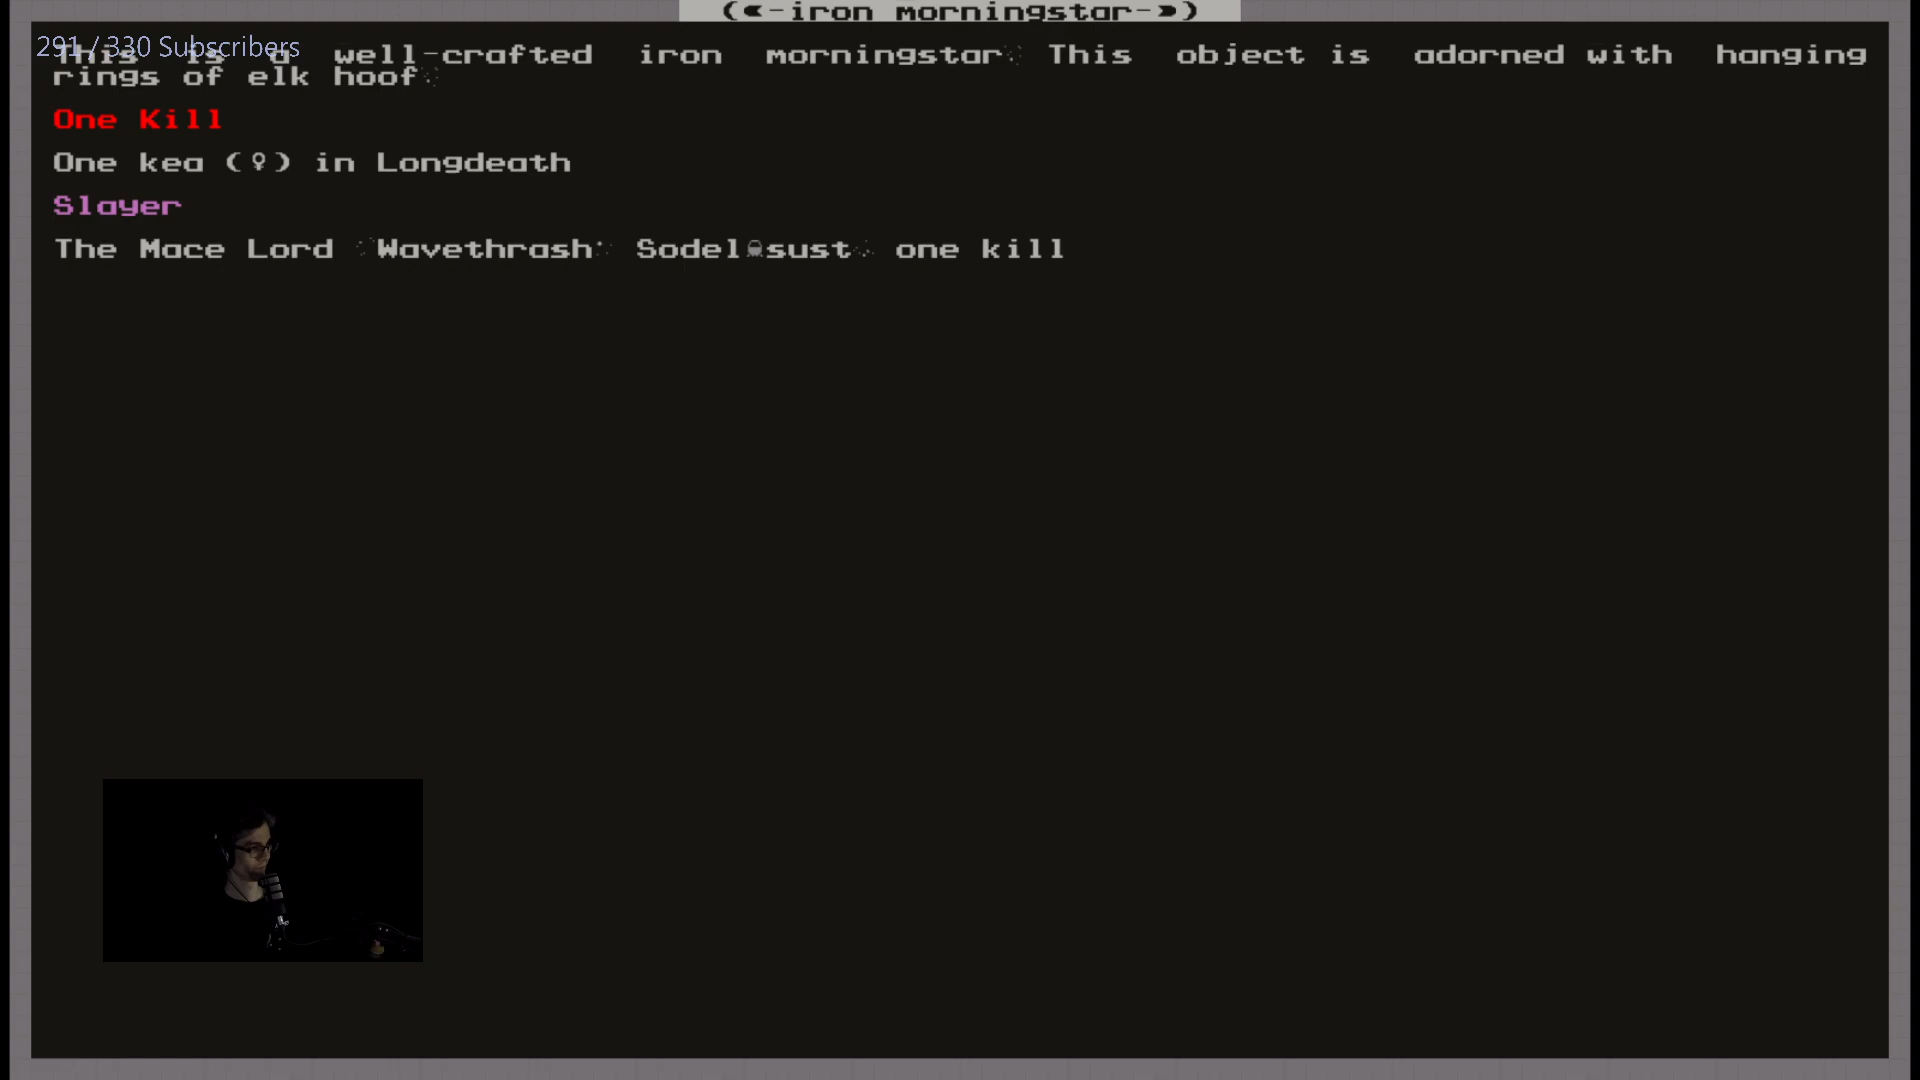 («-iron morningstar-»)
291 / 330 Subscribers
This is a well-crafted iron morningstar. This object is adorned with hanging
rings of elk hoof.
One Kill
One kea (♀) in Longdeath
Slayer
The Mace Lord "Wavethrash" Sodel sust, one kill